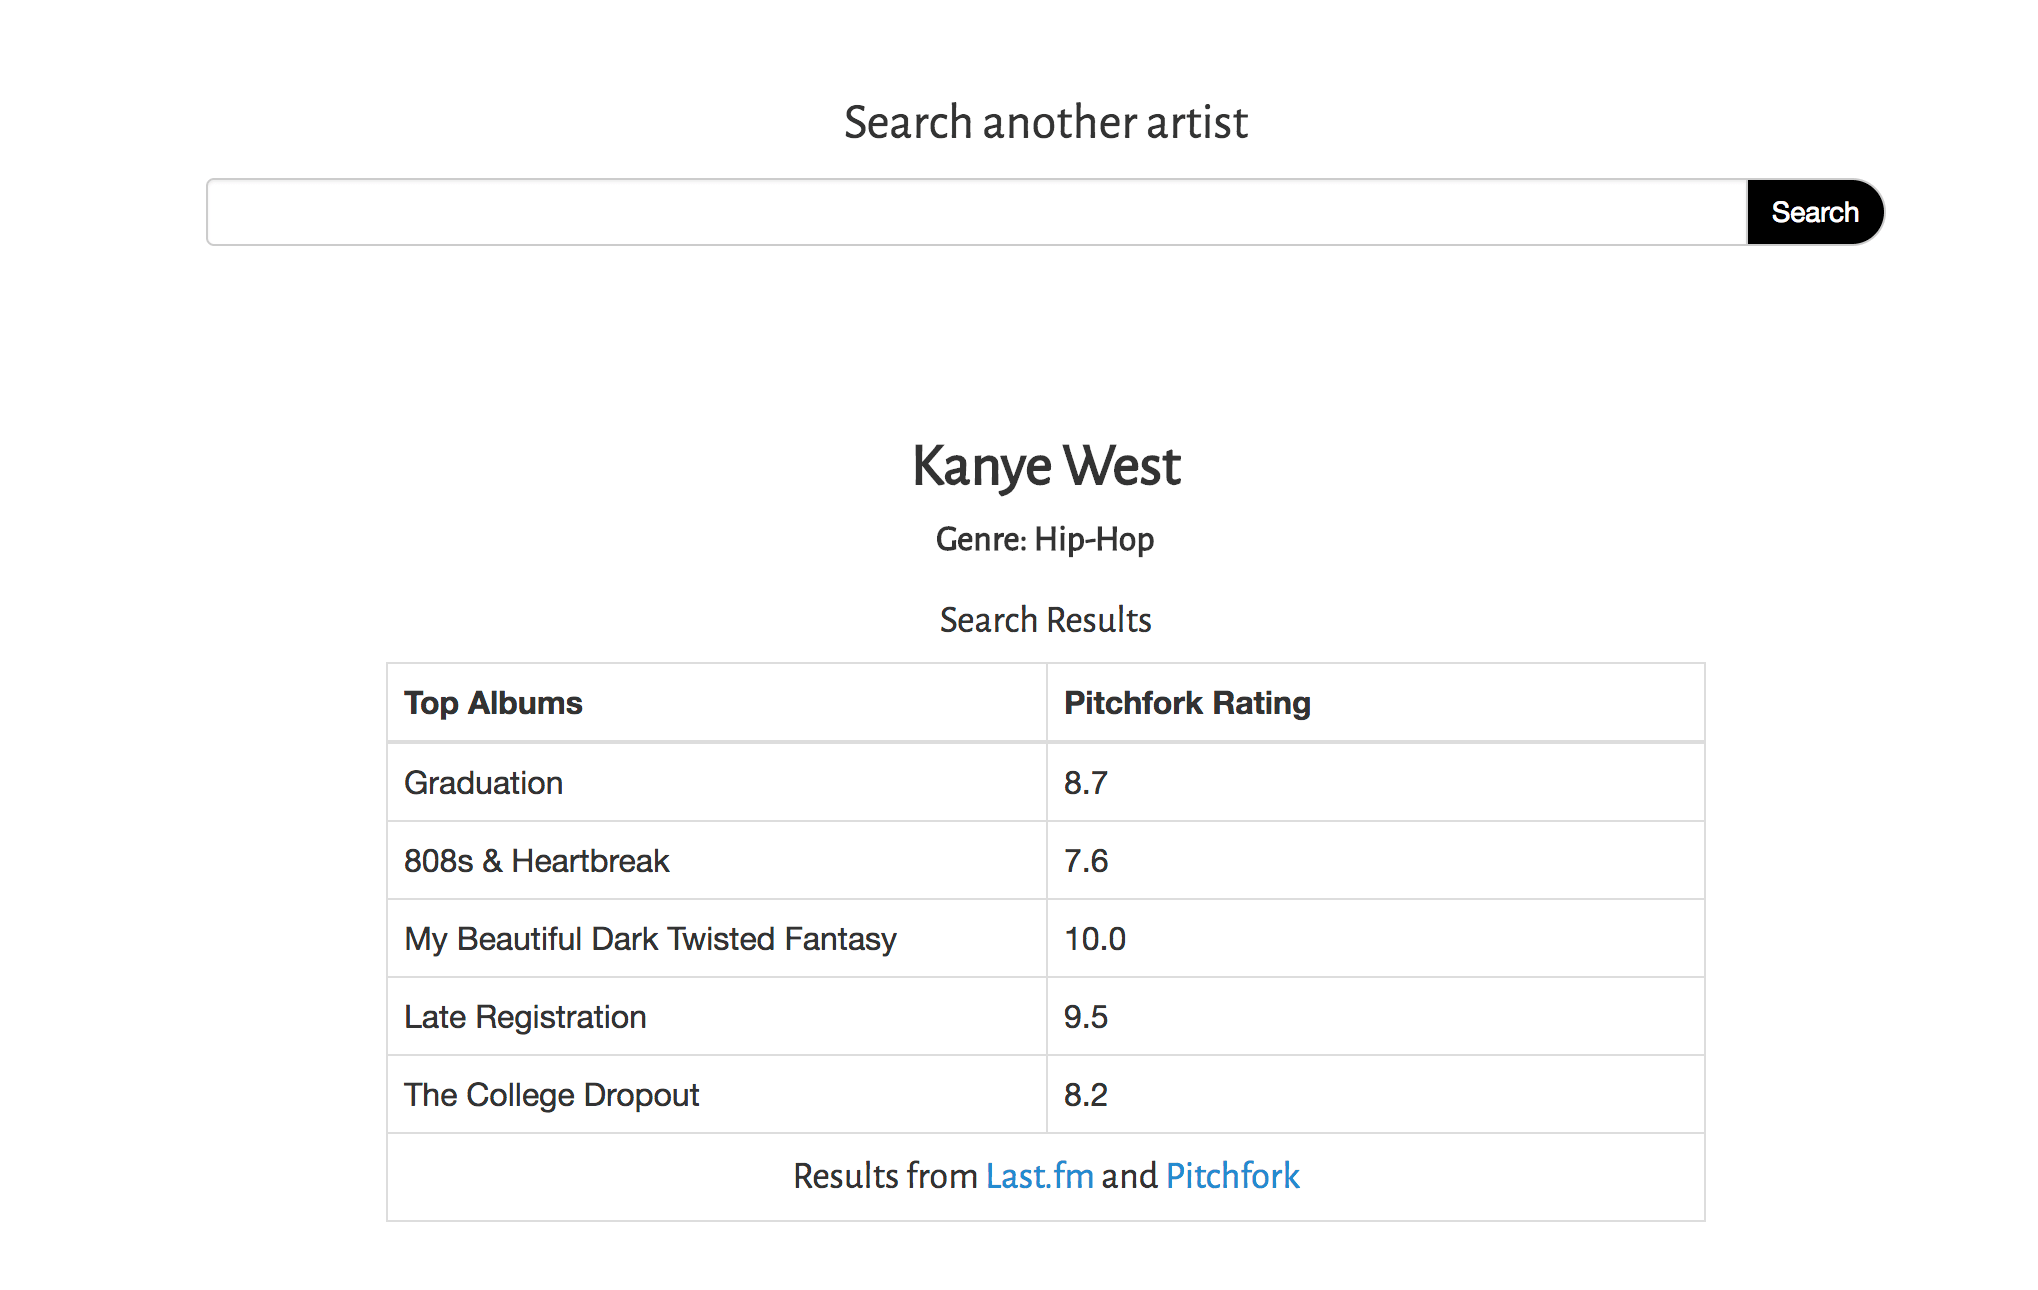 Search another artist
Search
Kanye West
Genre: Hip-Hop
Search Results
Top Albums Pitchfork Rating
Graduation 8.7
808s & Heartbreak 7.6
My Beautiful Dark Twisted Fantasy 10.0
Late Registration 9.5
The College Dropout 8.2
Results from Last.fm and Pitchfork